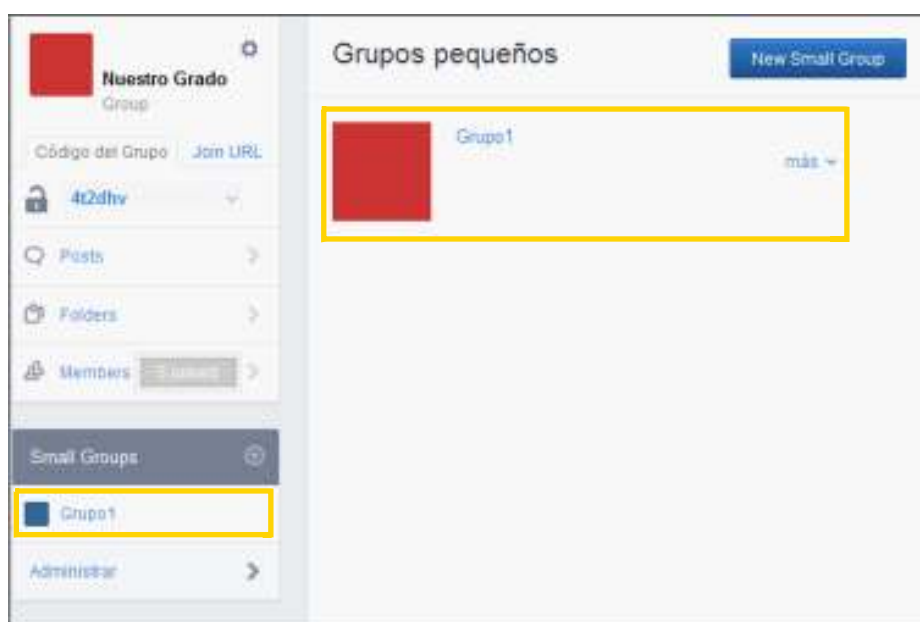 Nuestro Grado
Group
Código del Grupo Join URL
4t2dhv
Posts
Folders
Members
Small Groups
Grupo1
Administrar
Grupos pequeños
New Small Group
Grupo1
más